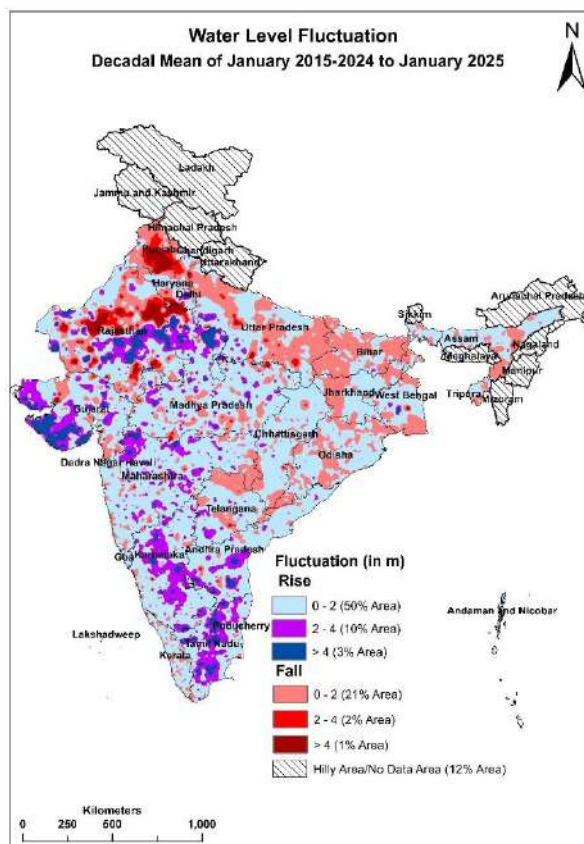 Water Level Fluctuation
Decadal Mean of January 2015-2024 to January 2025
N
Ladakh
Jammu and Kashmir
Himachal Pradesh
Punjab
Chandigarh
Uttarakhand
Haryana
Delhi
Arunachal Pradesh
Sikkim
Rajasthan
Uttar Pradesh
Assam
Nagaland
Bihar
Meghalaya
Manipur
Jharkhand
West Bengal
Tripura
Mizoram
Gujarat
Madhya Pradesh
Chhattisgarh
Odisha
Dadra Nagar Haveli
Maharashtra
Telangana
Goa
Karnataka
Andhra Pradesh
Fluctuation (in m)
Rise
0 - 2 (50% Area)
2 - 4 (10% Area)
> 4 (3% Area)
Fall
0 - 2 (21% Area)
2 - 4 (2% Area)
> 4 (1% Area)
Hilly Area/No Data Area (12% Area)
Andaman and Nicobar
Puducherry
Lakshadweep
Tamil Nadu
Kerala
Kilometers
0 250 500 1,000